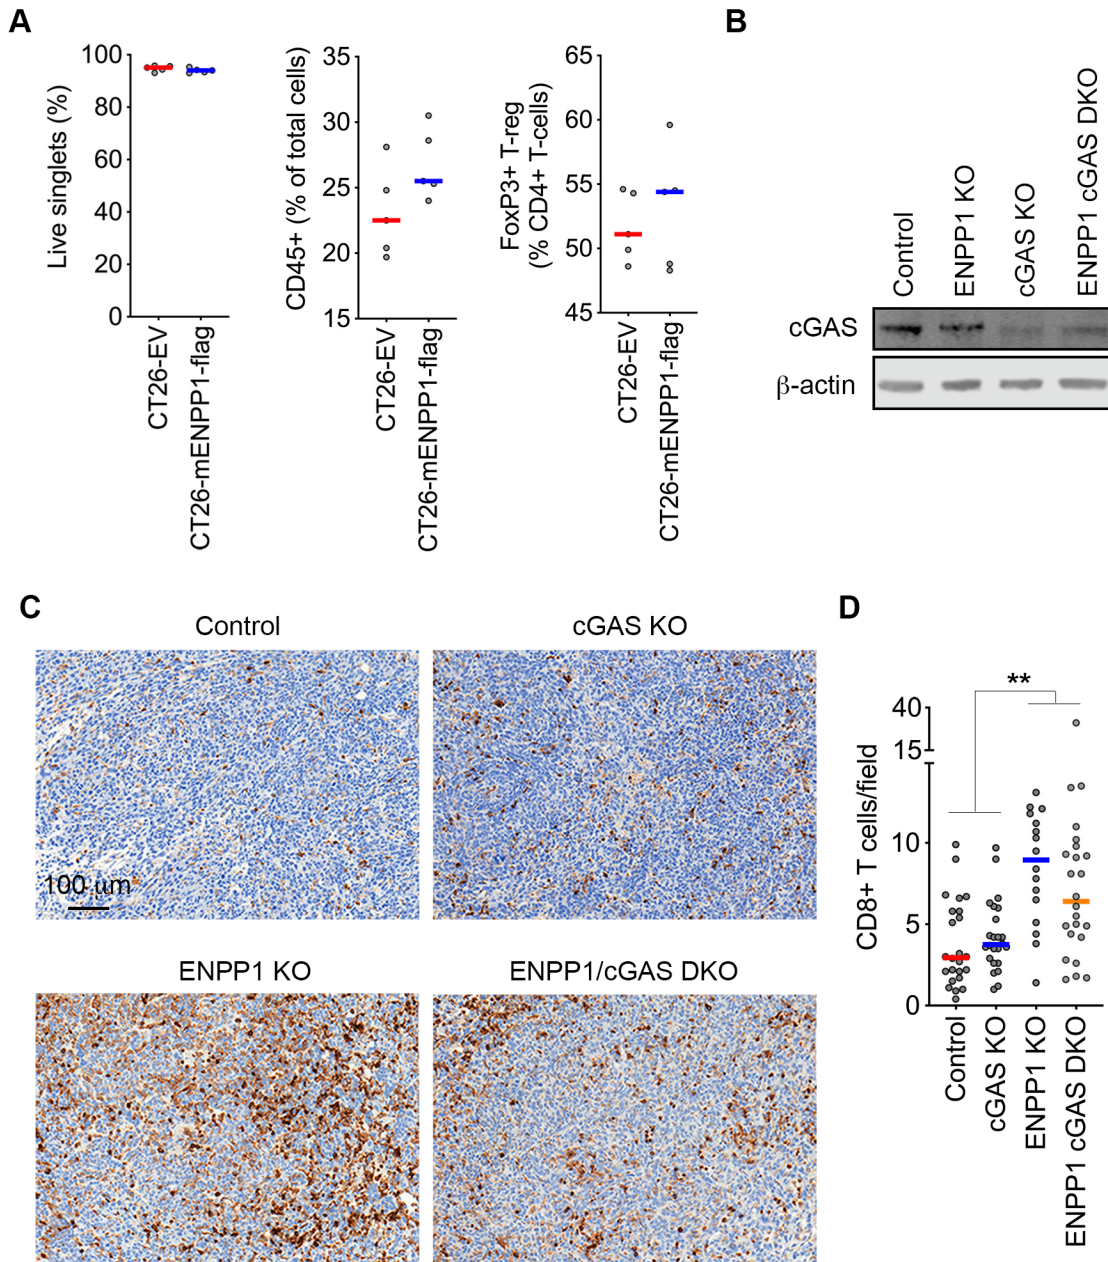 A
Live singlets (%)
100
80
60
40
20
0
CT26-EV
CT26-mENPP1-flag
CD45+ (% of total cells)
35
30
25
20
15
CT26-EV
CT26-mENPP1-flag
FoxP3+ T-reg
(% CD4+ T-cells)
65
60
55
50
45
CT26-EV
CT26-mENPP1-flag
B
Control
ENPP1 KO
cGAS KO
ENPP1 cGAS DKO
cGAS
β-actin
C
Control
cGAS KO
100 μm
ENPP1 KO
ENPP1/cGAS DKO
D
**
CD8+ T cells/field
40
15
10
5
0
Control
cGAS KO
ENPP1 KO
ENPP1 cGAS DKO